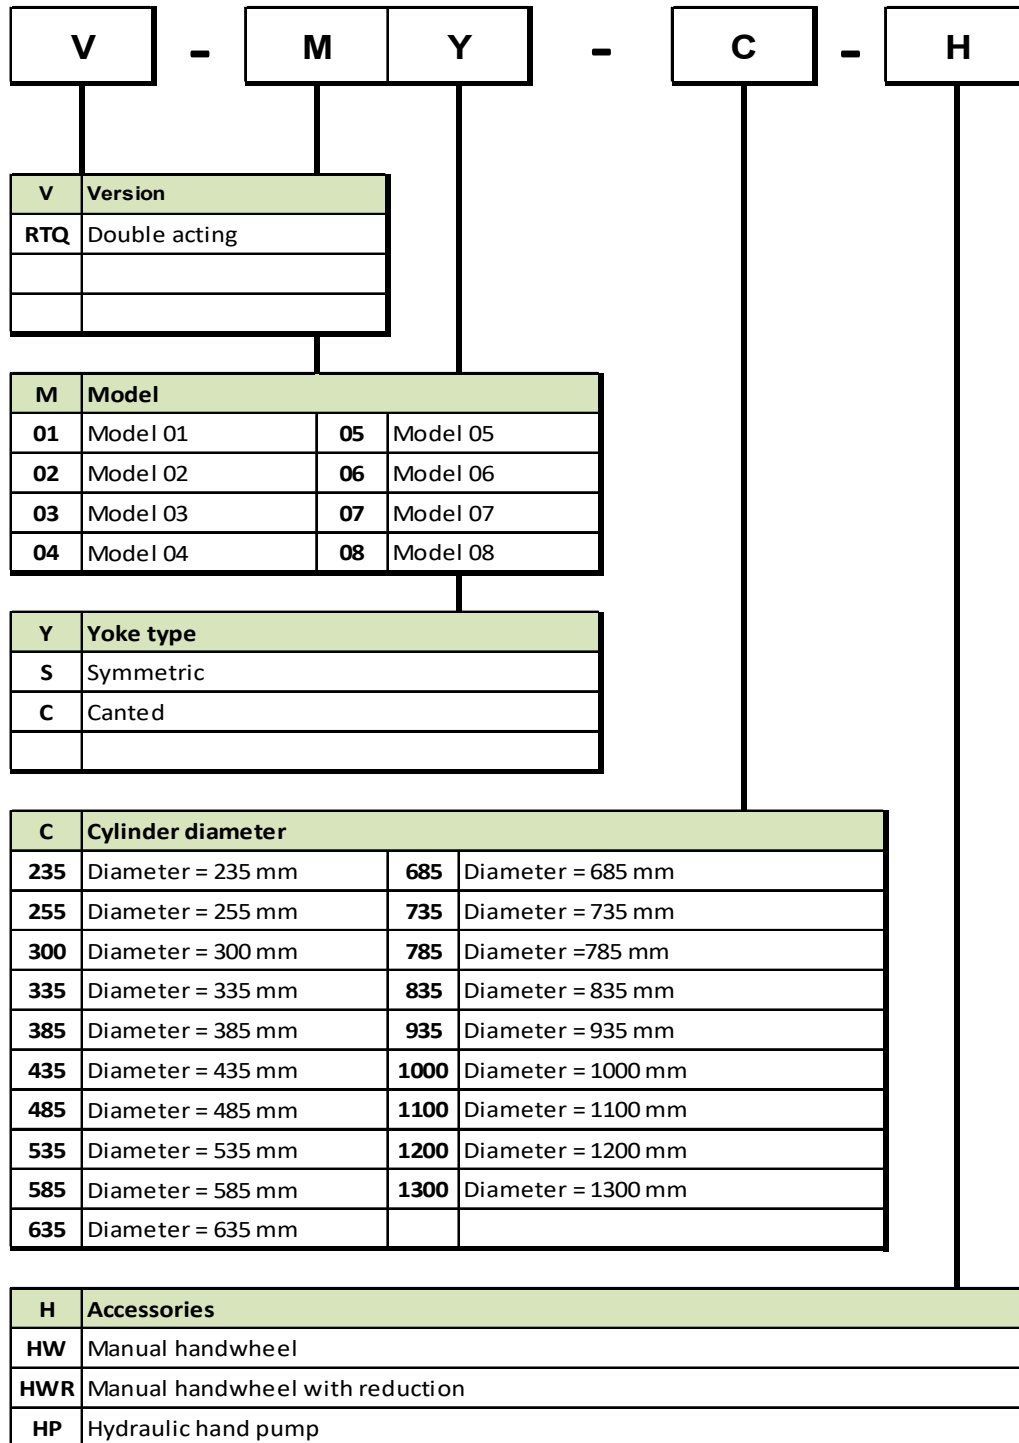 V - M Y - C - H
V Version
RTQ Double acting
M Model
01 Model 01 05 Model 05
02 Model 02 06 Model 06
03 Model 03 07 Model 07
04 Model 04 08 Model 08
Y Yoke type
S Symmetric
C Canted
C Cylinder diameter
235 Diameter = 235 mm 685 Diameter = 685 mm
255 Diameter = 255 mm 735 Diameter = 735 mm
300 Diameter = 300 mm 785 Diameter =785 mm
335 Diameter = 335 mm 835 Diameter = 835 mm
385 Diameter = 385 mm 935 Diameter = 935 mm
435 Diameter = 435 mm 1000 Diameter = 1000 mm
485 Diameter = 485 mm 1100 Diameter = 1100 mm
535 Diameter = 535 mm 1200 Diameter = 1200 mm
585 Diameter = 585 mm 1300 Diameter = 1300 mm
635 Diameter = 635 mm
H Accessories
HW Manual handwheel
HWR Manual handwheel with reduction
HP Hydraulic hand pump